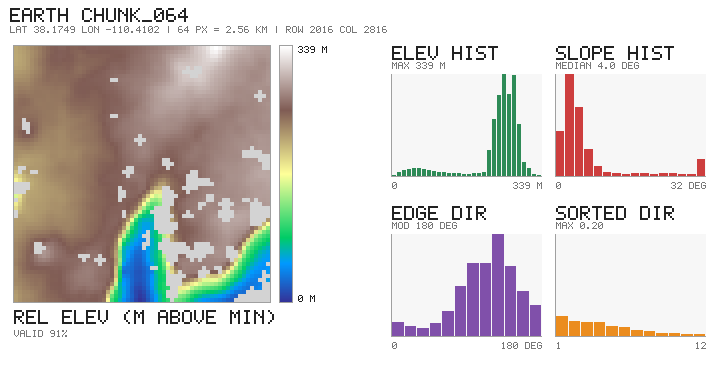 EARTH CHUNK_064
LAT 38.1749 LON -110.4102 | 64 PX = 2.56 KM | ROW 2016 COL 2816
339 M
0 M
REL ELEV (M ABOVE MIN)
VALID 91%
ELEV HIST
MAX 339 M
0 339 M
SLOPE HIST
MEDIAN 4.0 DEG
0 32 DEG
EDGE DIR
MOD 180 DEG
0 180 DEG
SORTED DIR
MAX 0.20
1 12